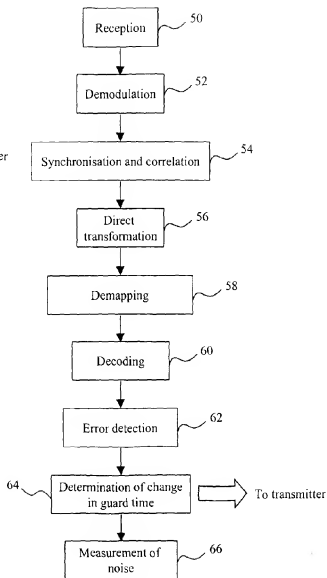 Reception
50
Demodulation
52
er
Synchronisation and correlation
54
Direct
transformation
56
Demapping
58
Decoding
60
Error detection
62
64
Determination of change
in guard time
To transmitter
Measurement of
noise
66